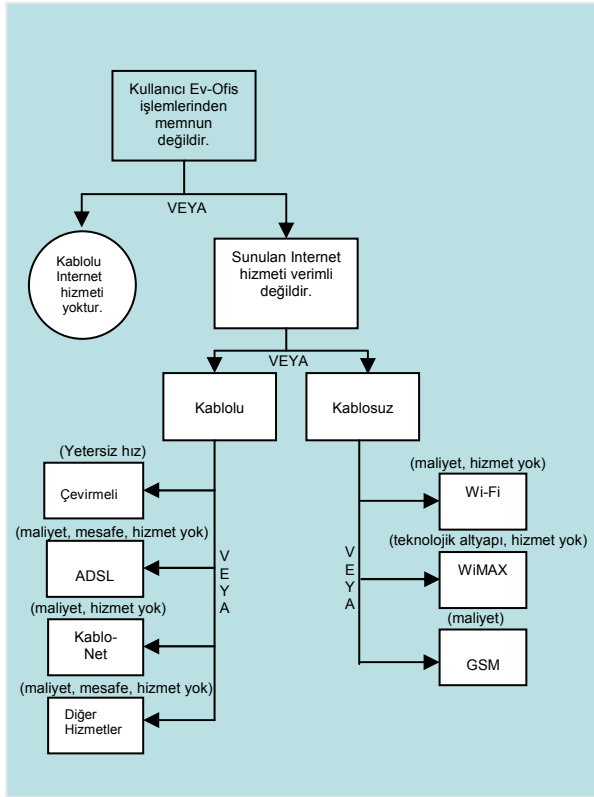 Kullanıcı Ev-Ofis
işlemlerinden
memnun
değildir.
VEYA
Kablolu
Internet
hizmeti
yoktur.
Sunulan Internet
hizmeti verimli
değildir.
VEYA
Kablolu
Kablosuz
(Yetersiz hız)
Çevirmeli
(maliyet, mesafe, hizmet yok)
ADSL
(maliyet, hizmet yok)
Kablo-
Net
(maliyet, mesafe, hizmet yok)
Diğer
Hizmetler
V
E
Y
A
(maliyet, hizmet yok)
Wi-Fi
(teknolojik altyapı, hizmet yok)
WiMAX
(maliyet)
GSM
V
E
Y
A